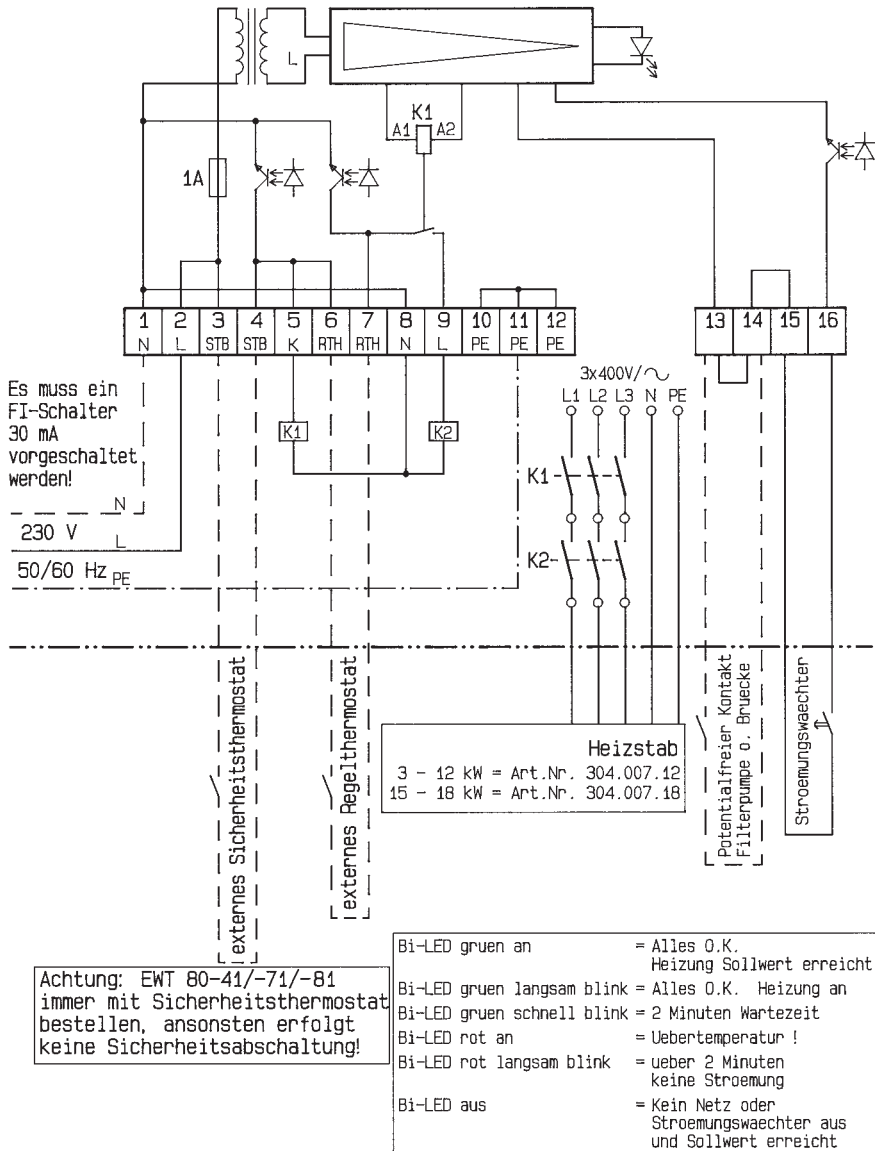 L
K1
A1 A2
1A
1 2 3 4 5 6 7 8 9 10 11 12
N L STB STB K RTH RTH N L PE PE PE
13 14 15 16
Es muss ein
FI-Schalter
30 mA
vorgeschaltet
werden!
N
230 V L
50/60 Hz PE
K1 K2
3x400V/~
L1 L2 L3 N PE
K1
K2
externes Sicherheitsthermostat
externes Regelthermostat
Heizstab
3 - 12 kW = Art.Nr. 304.007.12
15 - 18 kW = Art.Nr. 304.007.18
Potentialfreier Kontakt
Filterpumpe o. Bruecke
Stroemungswaechter
Achtung: EWT 80-41/-71/-81
immer mit Sicherheitsthermostat
bestellen, ansonsten erfolgt
keine Sicherheitsabschaltung!
Bi-LED gruen an = Alles O.K.
Heizung Sollwert erreicht
Bi-LED gruen langsam blink = Alles O.K. Heizung an
Bi-LED gruen schnell blink = 2 Minuten Wartezeit
Bi-LED rot an = Uebertemperatur !
Bi-LED rot langsam blink = ueber 2 Minuten
keine Stroemung
Bi-LED aus = Kein Netz oder
Stroemungswaechter aus
und Sollwert erreicht